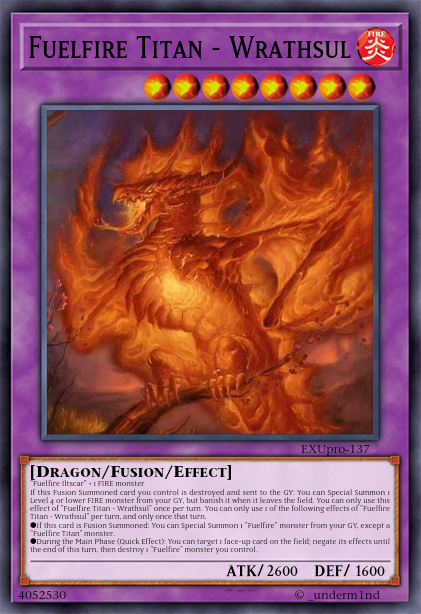 Fuelfire Titan - Wrathsul
FIRE
炎
EXUpro-137
[Dragon/Fusion/Effect]
"Fuelfire Iltscar" + 1 FIRE monster
If this Fusion Summoned card you control is destroyed and sent to the GY: You can Special Summon 1
Level 4 or lower FIRE monster from your GY, but banish it when it leaves the field. You can only use this
effect of "Fuelfire Titan - Wrathsul" once per turn. You can only use 1 of the following effects of "Fuelfire
Titan - Wrathsul" per turn, and only once that turn.
●If this card is Fusion Summoned: You can Special Summon 1 "Fuelfire" monster from your GY, except a
"Fuelfire Titan" monster.
●During the Main Phase (Quick Effect): You can target 1 face-up card on the field; negate its effects until
the end of this turn, then destroy 1 "Fuelfire" monster you control.
ATK/ 2600 DEF/ 1600
4052530 © _underm1nd